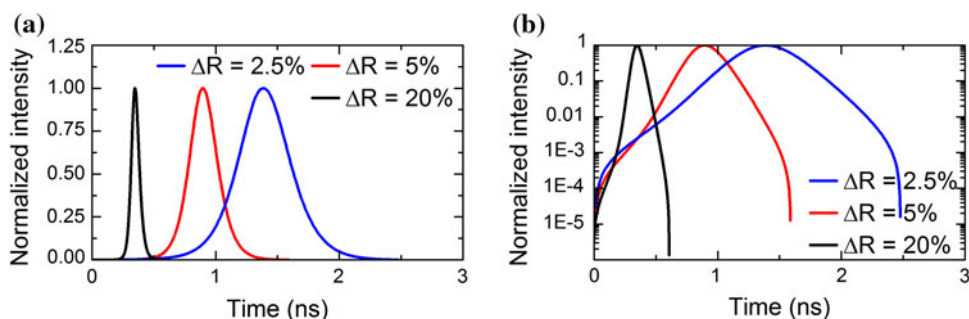 (a)
Normalized intensity
1.25
1.00
0.75
0.50
0.25
0.00
ΔR = 2.5%
ΔR = 5%
ΔR = 20%
0
1
2
3
Time (ns)
(b)
Normalized intensity
1
0.1
0.01
1E-3
1E-4
1E-5
ΔR = 2.5%
ΔR = 5%
ΔR = 20%
0
1
2
3
Time (ns)